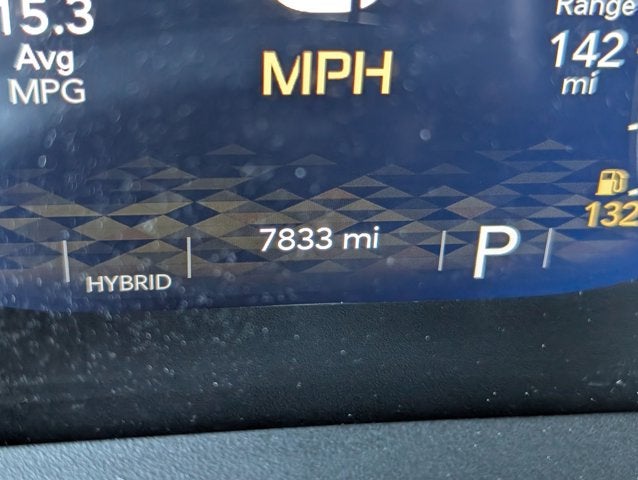 15.3
Avg
MPG
MPH
Range
142
mi
132
7833 mi
HYBRID
P